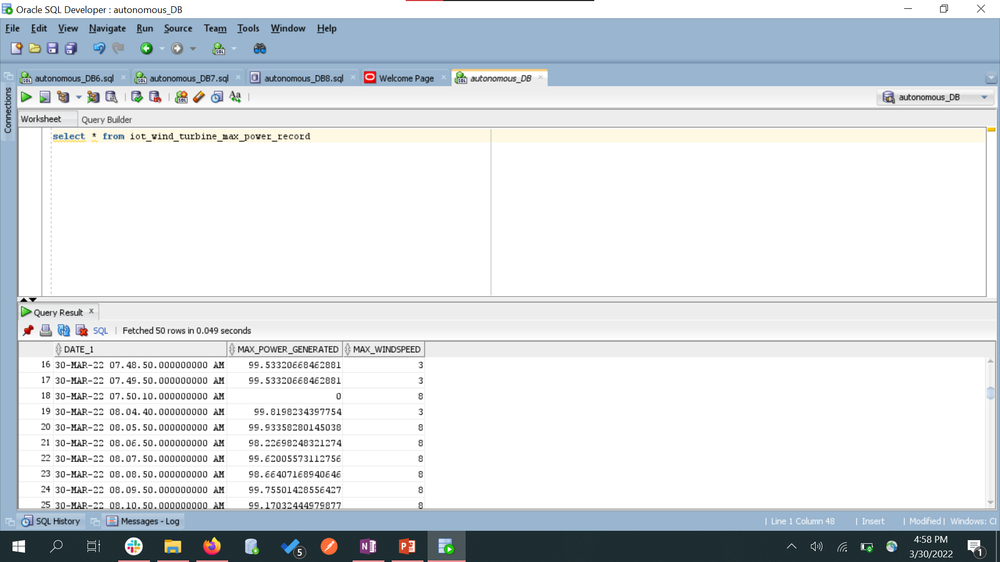 Oracle SQL Developer : autonomous_DB
File Edit View Navigate Run Source Team Tools Window Help
autonomous_DB6.sql autonomous_DB7.sql autonomous_DB8.sql Welcome Page autonomous_DB
Connections
autonomous_DB
Worksheet Query Builder
select * from iot_wind_turbine_max_power_record
Query Result
SQL | Fetched 50 rows in 0.049 seconds
DATE_1 MAX_POWER_GENERATED MAX_WINDSPEED
16 30-MAR-22 07.48.50.000000000 AM 99.53320668462881 3
17 30-MAR-22 07.49.50.000000000 AM 99.53320668462881 3
18 30-MAR-22 07.50.10.000000000 AM 0 8
19 30-MAR-22 08.04.40.000000000 AM 99.8198234397754 3
20 30-MAR-22 08.05.50.000000000 AM 99.93358280145038 8
21 30-MAR-22 08.06.50.000000000 AM 98.22698248321274 8
22 30-MAR-22 08.07.50.000000000 AM 99.62005573112756 8
23 30-MAR-22 08.08.50.000000000 AM 98.66407168940646 8
24 30-MAR-22 08.09.50.000000000 AM 99.75501428556427 8
25 30-MAR-22 08.10.50.000000000 AM 99.17032444979877 8
SQL History Messages - Log | Line 1 Column 48 | Insert | Modified | Windows: Cl
5
4:58 PM
3/30/2022
1